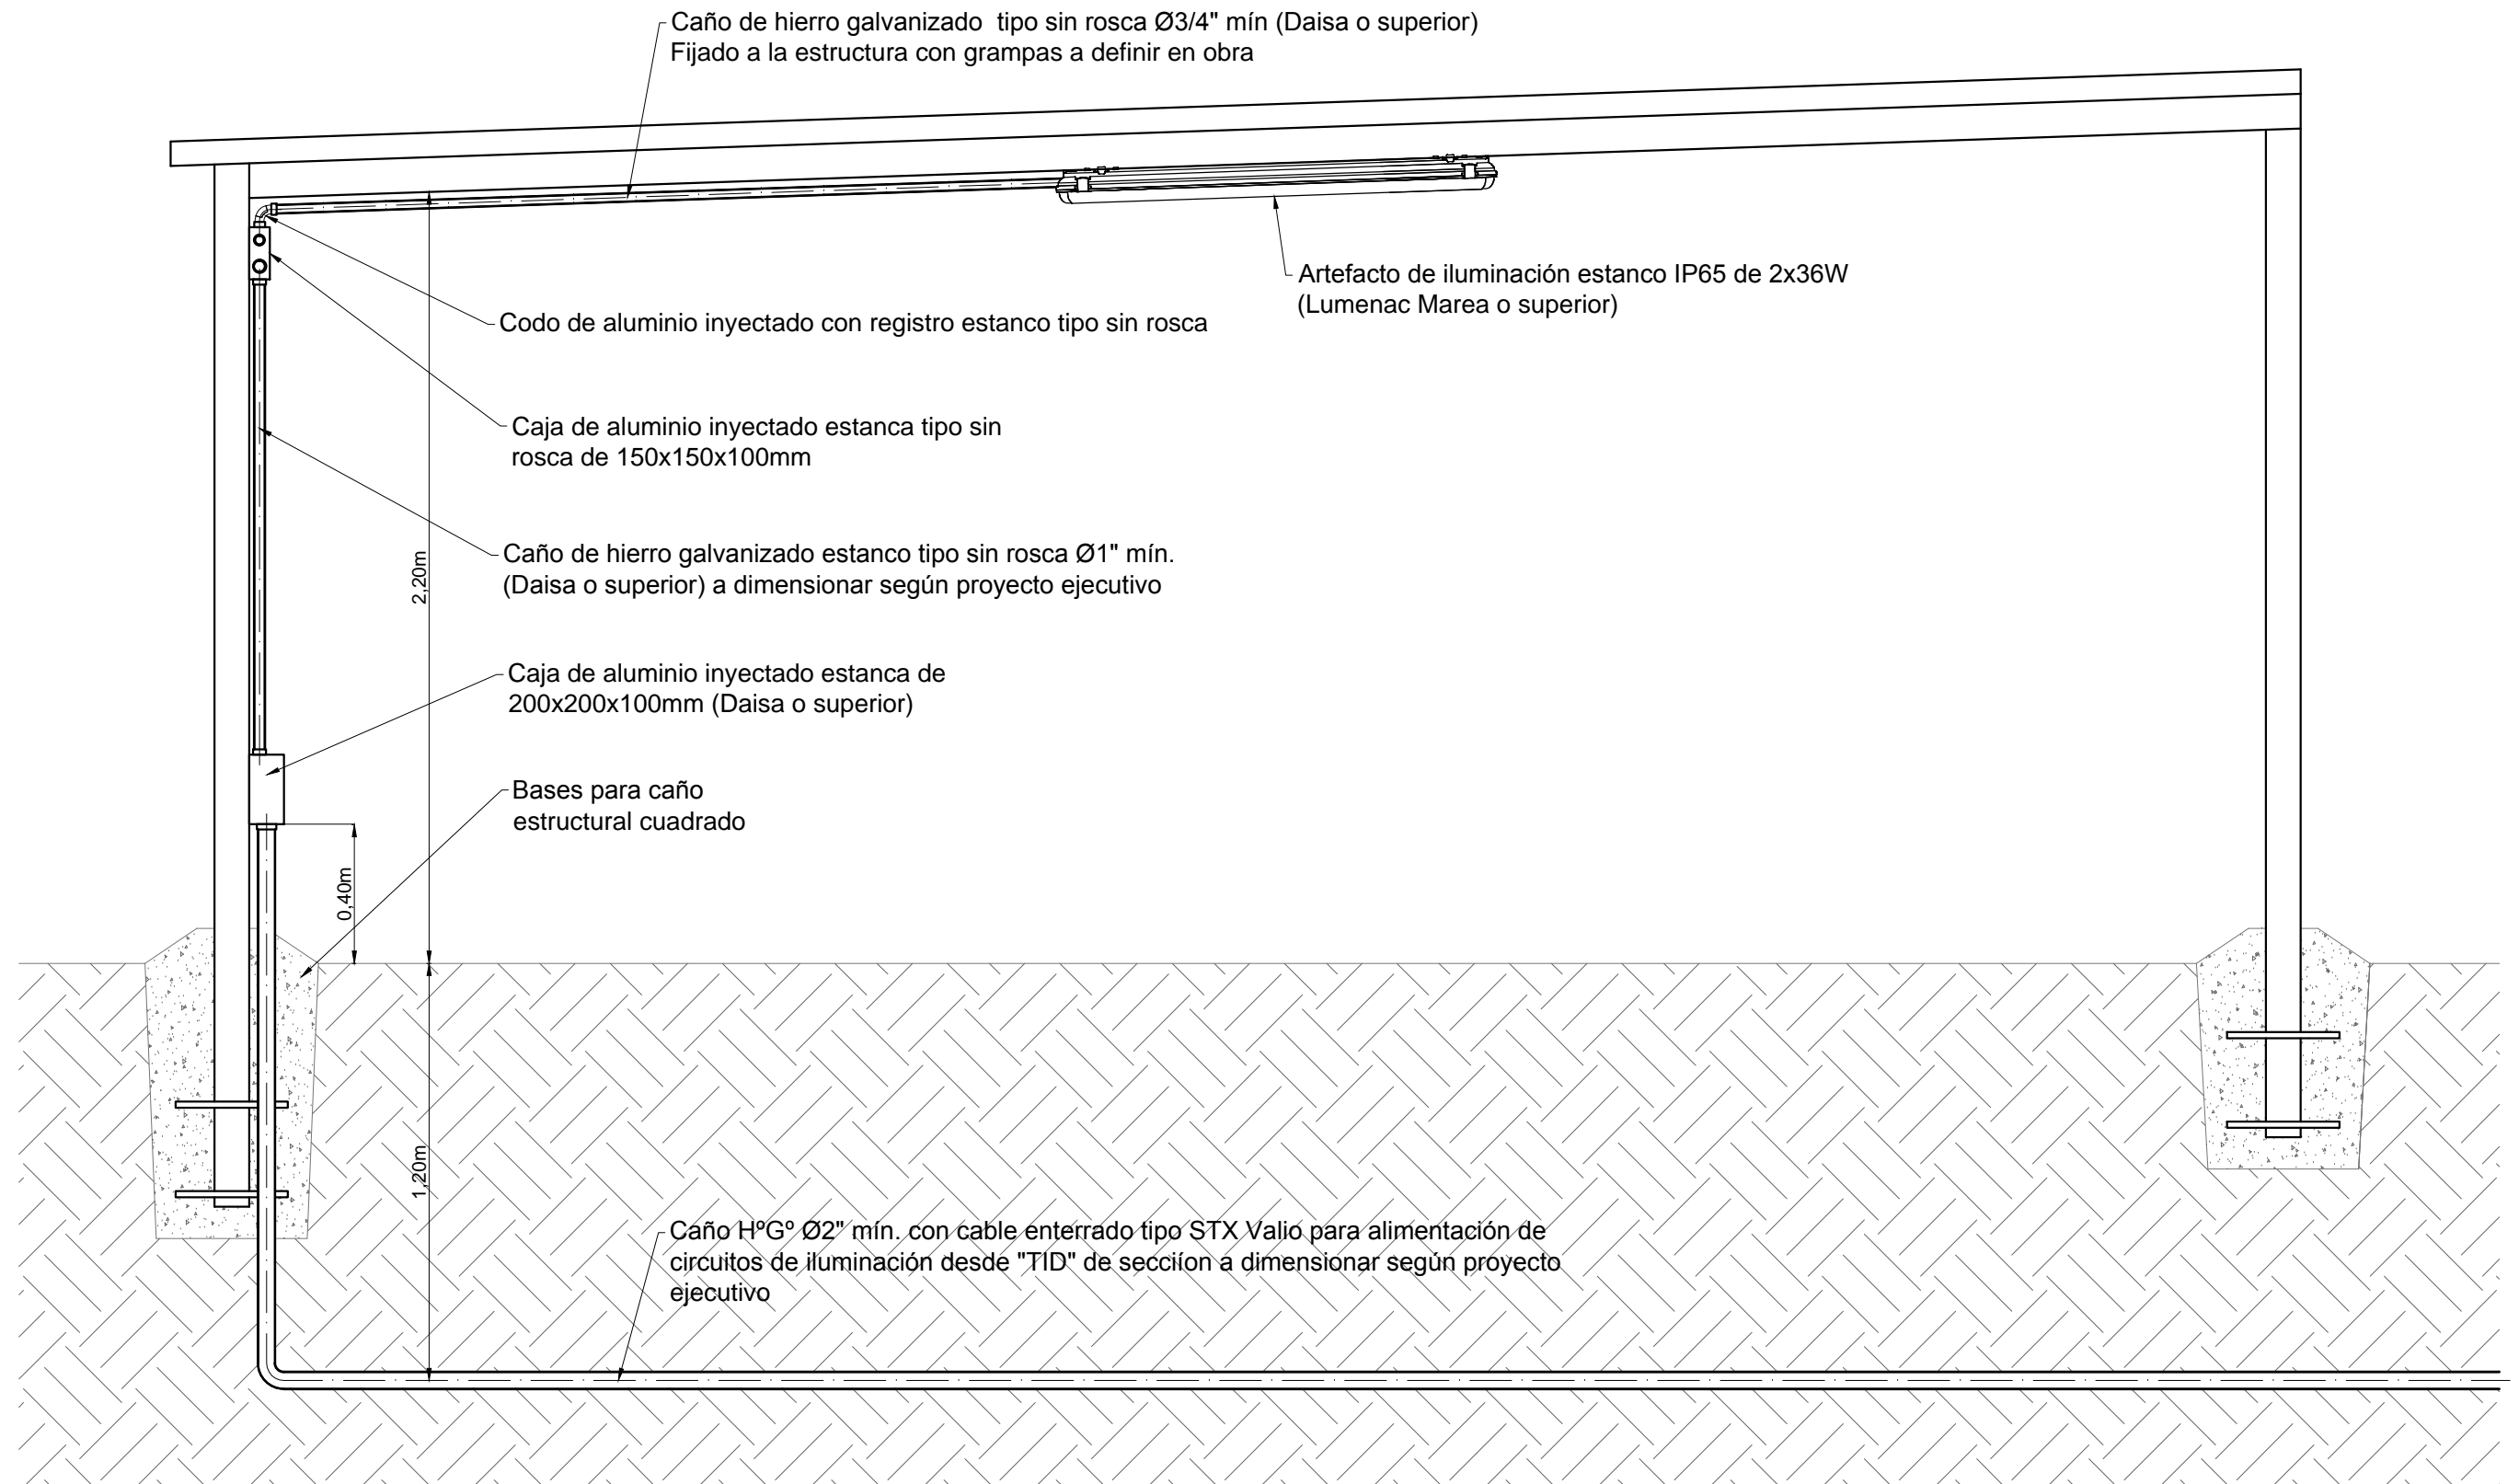 Caño de hierro galvanizado  tipo sin rosca Ø3/4" mín (Daisa o superior)
Fijado a la estructura con grampas a definir en obra
Artefacto de iluminación estanco IP65 de 2x36W
(Lumenac Marea o superior)
Codo de aluminio inyectado con registro estanco tipo sin rosca
Caja de aluminio inyectado estanca tipo sin
rosca de 150x150x100mm
Caño de hierro galvanizado estanco tipo sin rosca Ø1" mín.
(Daisa o superior) a dimensionar según proyecto ejecutivo
2,20m
Caja de aluminio inyectado estanca de
200x200x100mm (Daisa o superior)
Bases para caño
estructural cuadrado
0,40m
1,20m
Caño HºGº Ø2" mín. con cable enterrado tipo STX Valio para alimentación de
circuitos de iluminación desde "TID" de secciíon a dimensionar según proyecto
ejecutivo